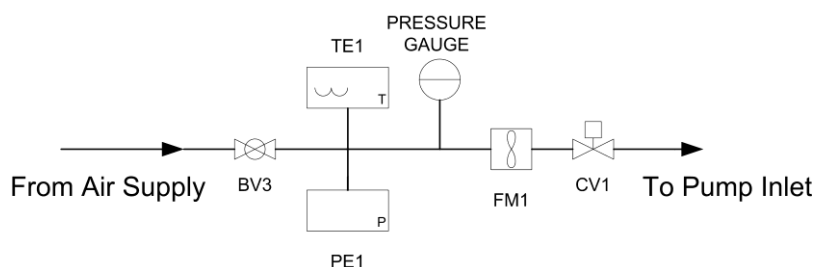 PRESSURE
GAUGE
TE1
T
From Air Supply
BV3
P
PE1
FM1
CV1
To Pump Inlet